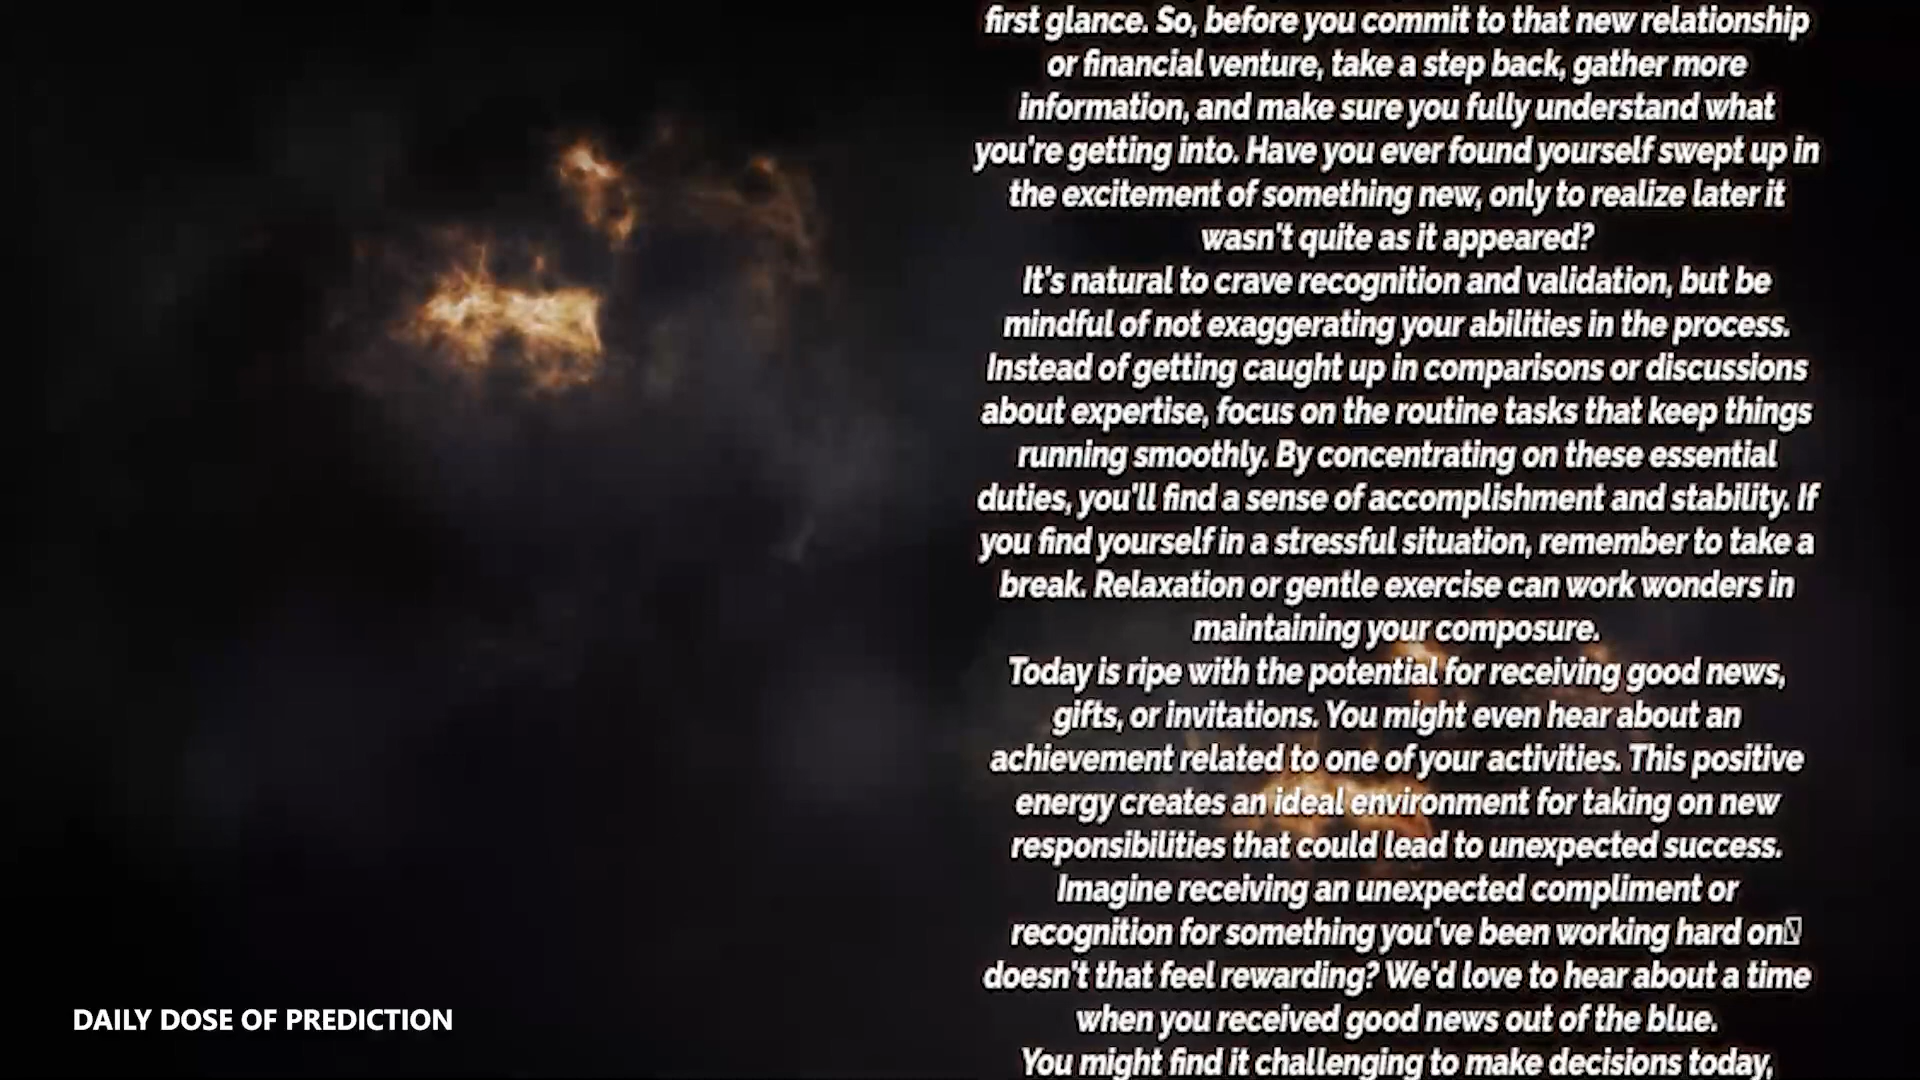 first glance. So, before you commit to that new relationship
or financial venture, take a step back, gather more
information, and make sure you fully understand what
you're getting into. Have you ever found yourself swept up in
the excitement of something new, only to realize later it
wasn't quite as it appeared?
It's natural to crave recognition and validation, but be
mindful of not exaggerating your abilities in the process.
Instead of getting caught up in comparisons or discussions
about expertise, focus on the routine tasks that keep things
running smoothly. By concentrating on these essential
duties, you'll find a sense of accomplishment and stability. If
you find yourself in a stressful situation, remember to take a
break. Relaxation or gentle exercise can work wonders in
maintaining your composure.
Today is ripe with the potential for receiving good news,
gifts, or invitations. You might even hear about an
achievement related to one of your activities. This positive
energy creates an ideal environment for taking on new
responsibilities that could lead to unexpected success.
Imagine receiving an unexpected compliment or
recognition for something you've been working hard on
doesn't that feel rewarding? We'd love to hear about a time
when you received good news out of the blue.
You might find it challenging to make decisions today,
DAILY DOSE OF PREDICTION